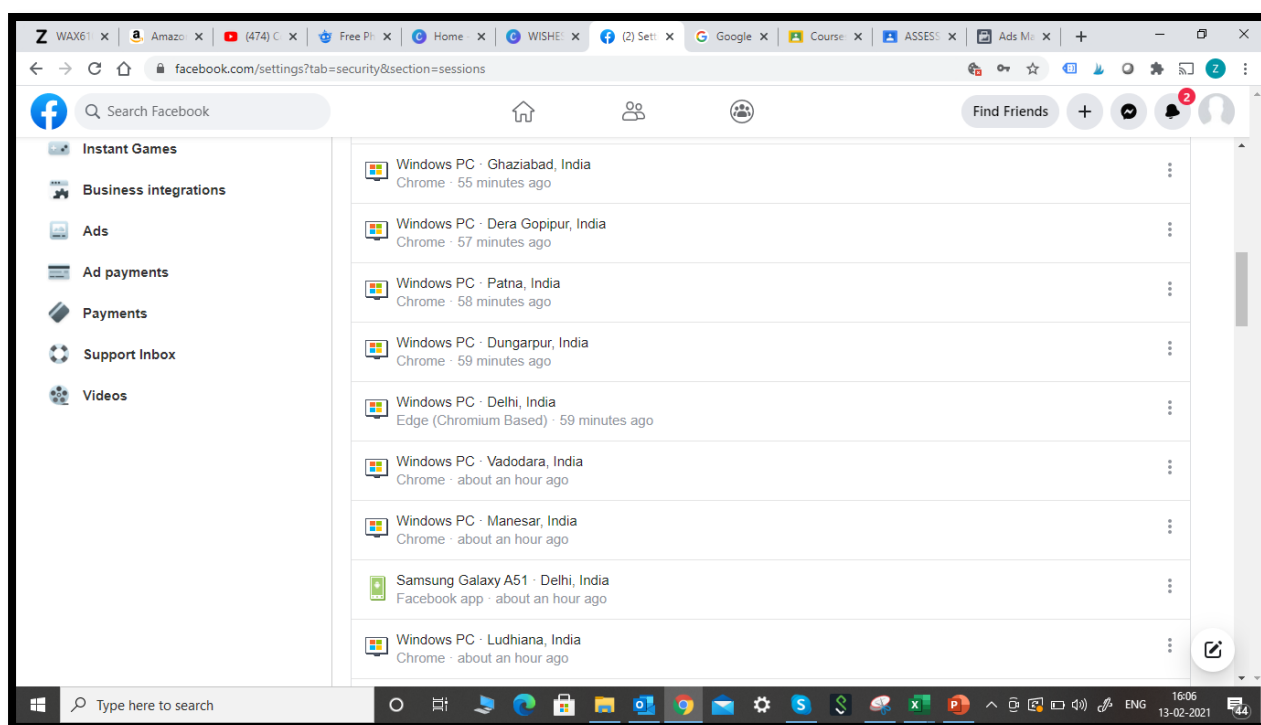 Z WAX61
a Amazo
(474) C
Free Ph
Home -
WISHE
(2) Sett
Google
Course
ASSESS
Ads Ma
facebook.com/settings?tab=security&section=sessions
Search Facebook
Find Friends
2
Instant Games
Business integrations
Ads
Ad payments
Payments
Support Inbox
Videos
Windows PC · Ghaziabad, India
Chrome · 55 minutes ago
Windows PC · Dera Gopipur, India
Chrome · 57 minutes ago
Windows PC · Patna, India
Chrome · 58 minutes ago
Windows PC · Dungarpur, India
Chrome · 59 minutes ago
Windows PC · Delhi, India
Edge (Chromium Based) · 59 minutes ago
Windows PC · Vadodara, India
Chrome · about an hour ago
Windows PC · Manesar, India
Chrome · about an hour ago
Samsung Galaxy A51 · Delhi, India
Facebook app · about an hour ago
Windows PC · Ludhiana, India
Chrome · about an hour ago
Type here to search
ENG
16:06
13-02-2021
44